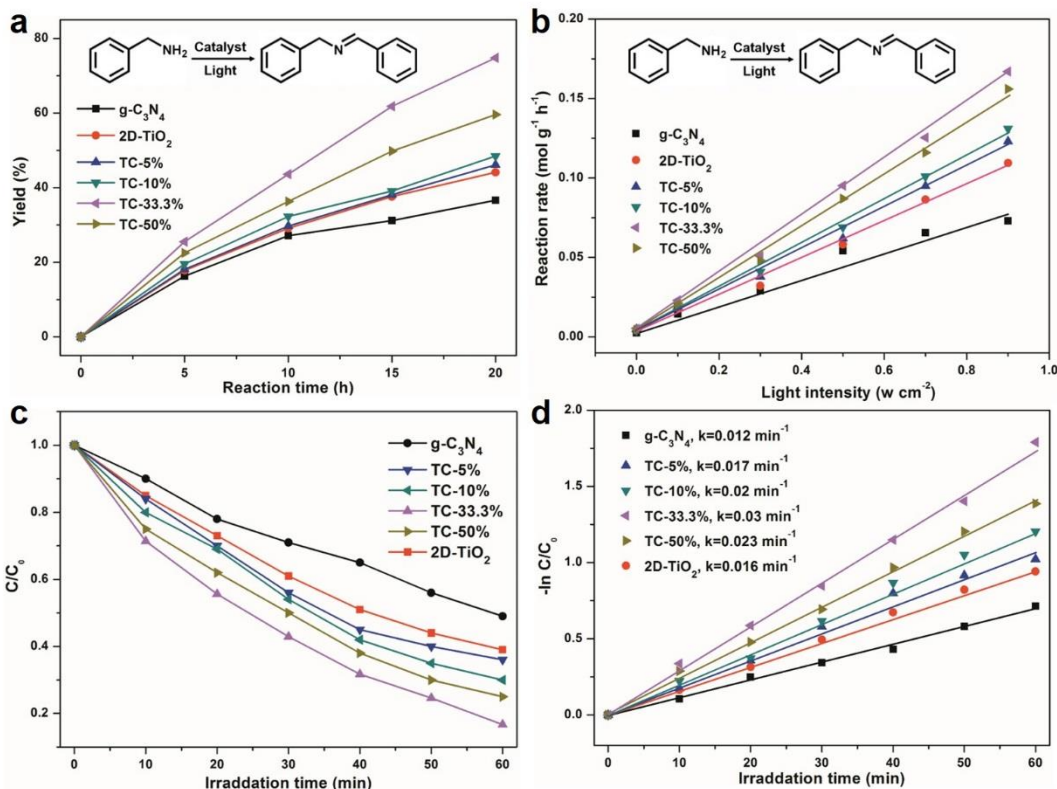 a
NH₂
Catalyst
Light
N
g-C₃N₄
2D-TiO₂
TC-5%
TC-10%
TC-33.3%
TC-50%
Yield (%)
80
60
40
20
0
0 5 10 15 20
Reaction time (h)
b
NH₂
Catalyst
Light
N
g-C₃N₄
2D-TiO₂
TC-5%
TC-10%
TC-33.3%
TC-50%
Reaction rate (mol g⁻¹ h⁻¹)
0.20
0.15
0.10
0.05
0.00
0.0 0.2 0.4 0.6 0.8 1.0
Light intensity (w cm⁻²)
c
g-C₃N₄
TC-5%
TC-10%
TC-33.3%
TC-50%
2D-TiO₂
C/C₀
1.0
0.8
0.6
0.4
0.2
0 10 20 30 40 50 60
Irraddation time (min)
d
g-C₃N₄, k=0.012 min⁻¹
TC-5%, k=0.017 min⁻¹
TC-10%, k=0.02 min⁻¹
TC-33.3%, k=0.03 min⁻¹
TC-50%, k=0.023 min⁻¹
2D-TiO₂, k=0.016 min⁻¹
-ln C/C₀
2.0
1.5
1.0
0.5
0.0
0 10 20 30 40 50 60
Irraddation time (min)